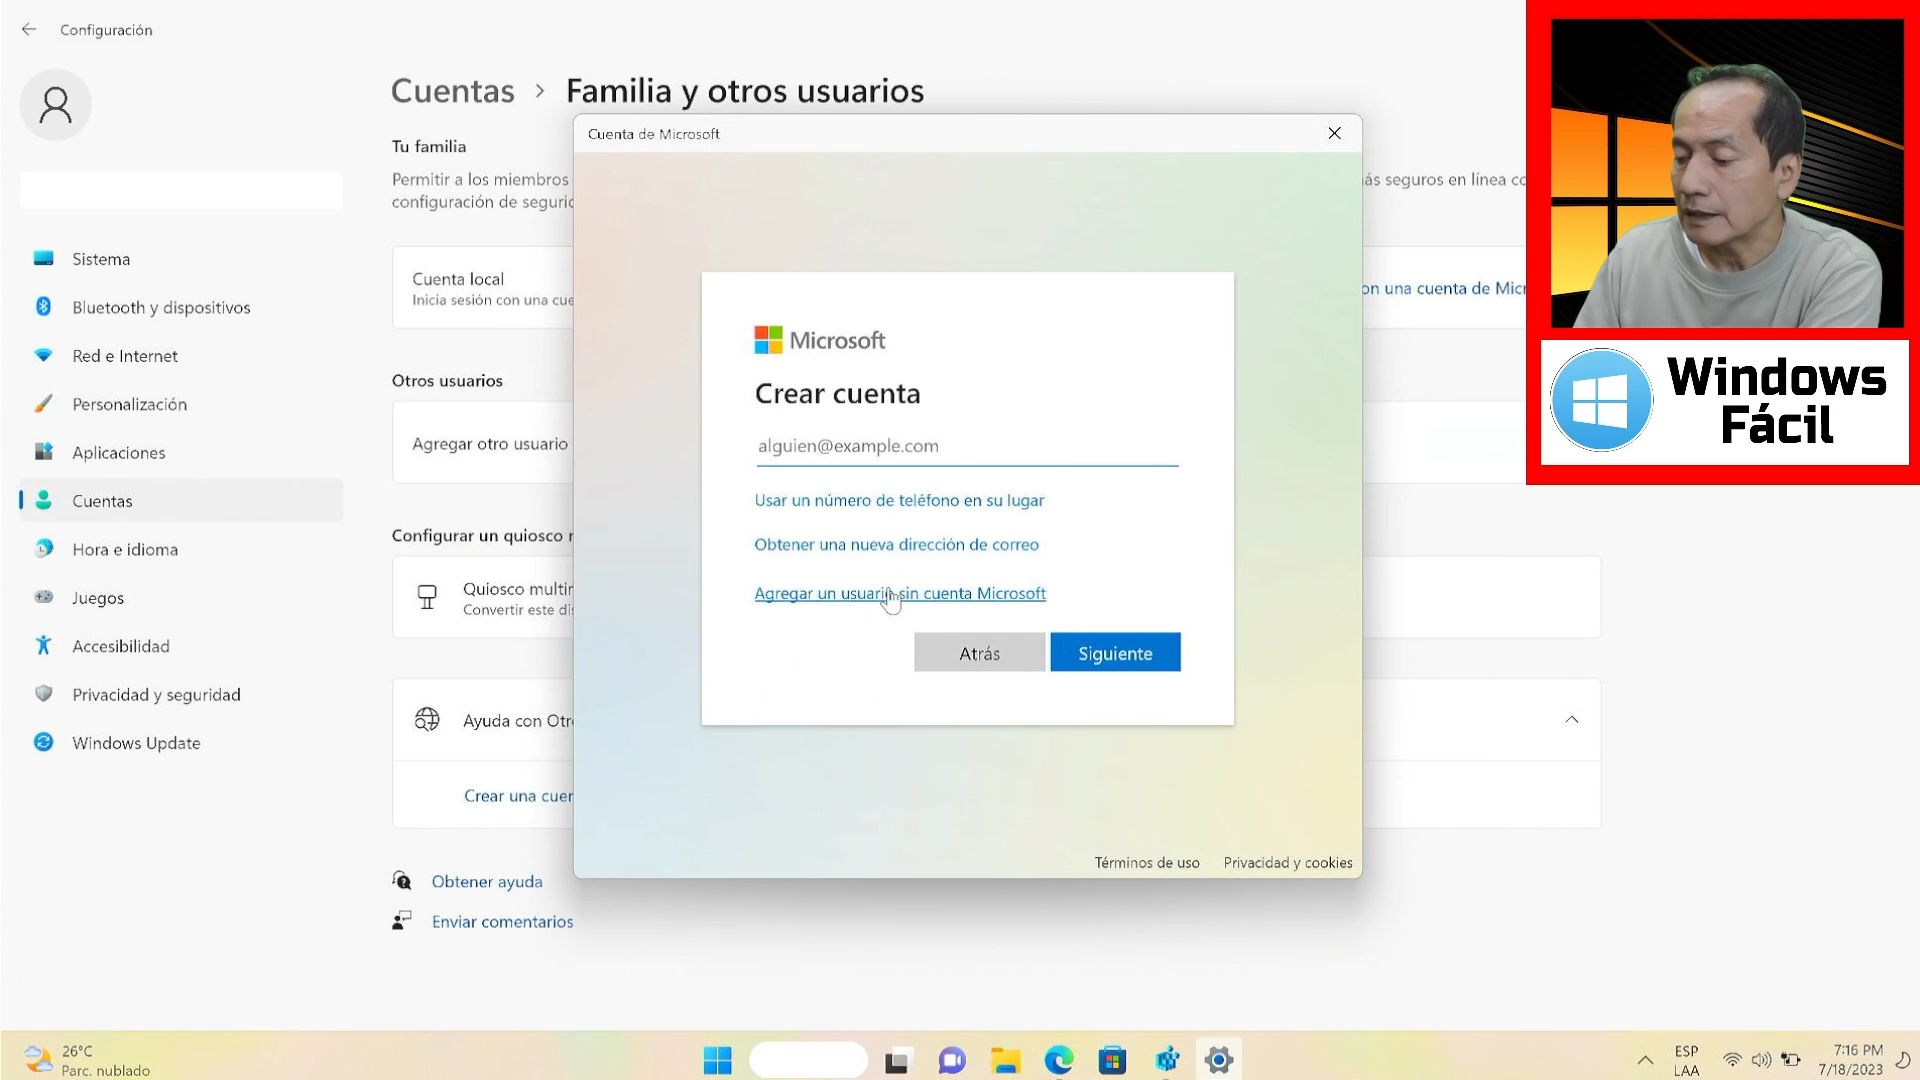 Configuración
Cuentas > Familia y otros usuarios
Tu familia
Permitir a los miembros
ás seguros en línea co
configuración de seguric
Cuenta local
Inicia sesión con una cue
on una cuenta de Micr
Otros usuarios
Agregar otro usuario
Configurar un quiosco r
Quiosco multir
Convertir este dis
Ayuda con Otr
Crear una cuer
Obtener ayuda
Enviar comentarios
Sistema
Bluetooth y dispositivos
Red e Internet
Personalización
Aplicaciones
Cuentas
Hora e idioma
Juegos
Accesibilidad
Privacidad y seguridad
Windows Update
Cuenta de Microsoft
Microsoft
Crear cuenta
alguien@example.com
Usar un número de teléfono en su lugar
Obtener una nueva dirección de correo
Agregar un usuario sin cuenta Microsoft
Atrás
Siguiente
Términos de uso
Privacidad y cookies
Windows
Fácil
26°C
Parc. nublado
ESP
LAA
7:16 PM
7/18/2023